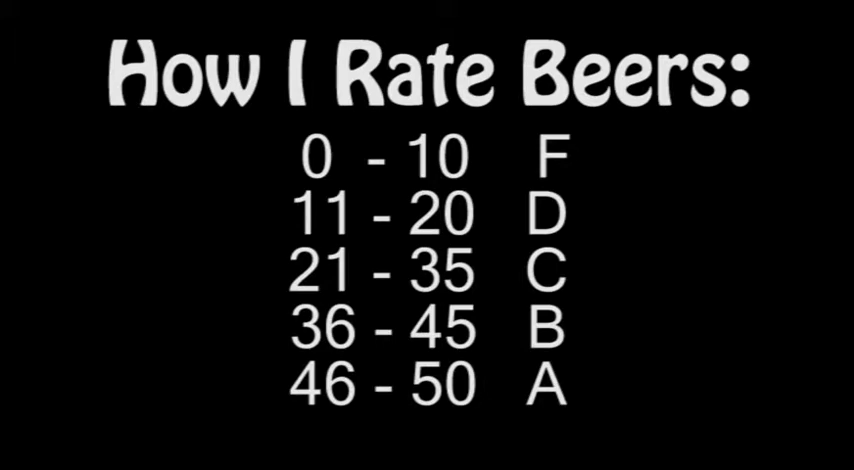 How I Rate Beers:
0 - 10 F
11 - 20 D
21 - 35 C
36 - 45 B
46 - 50 A